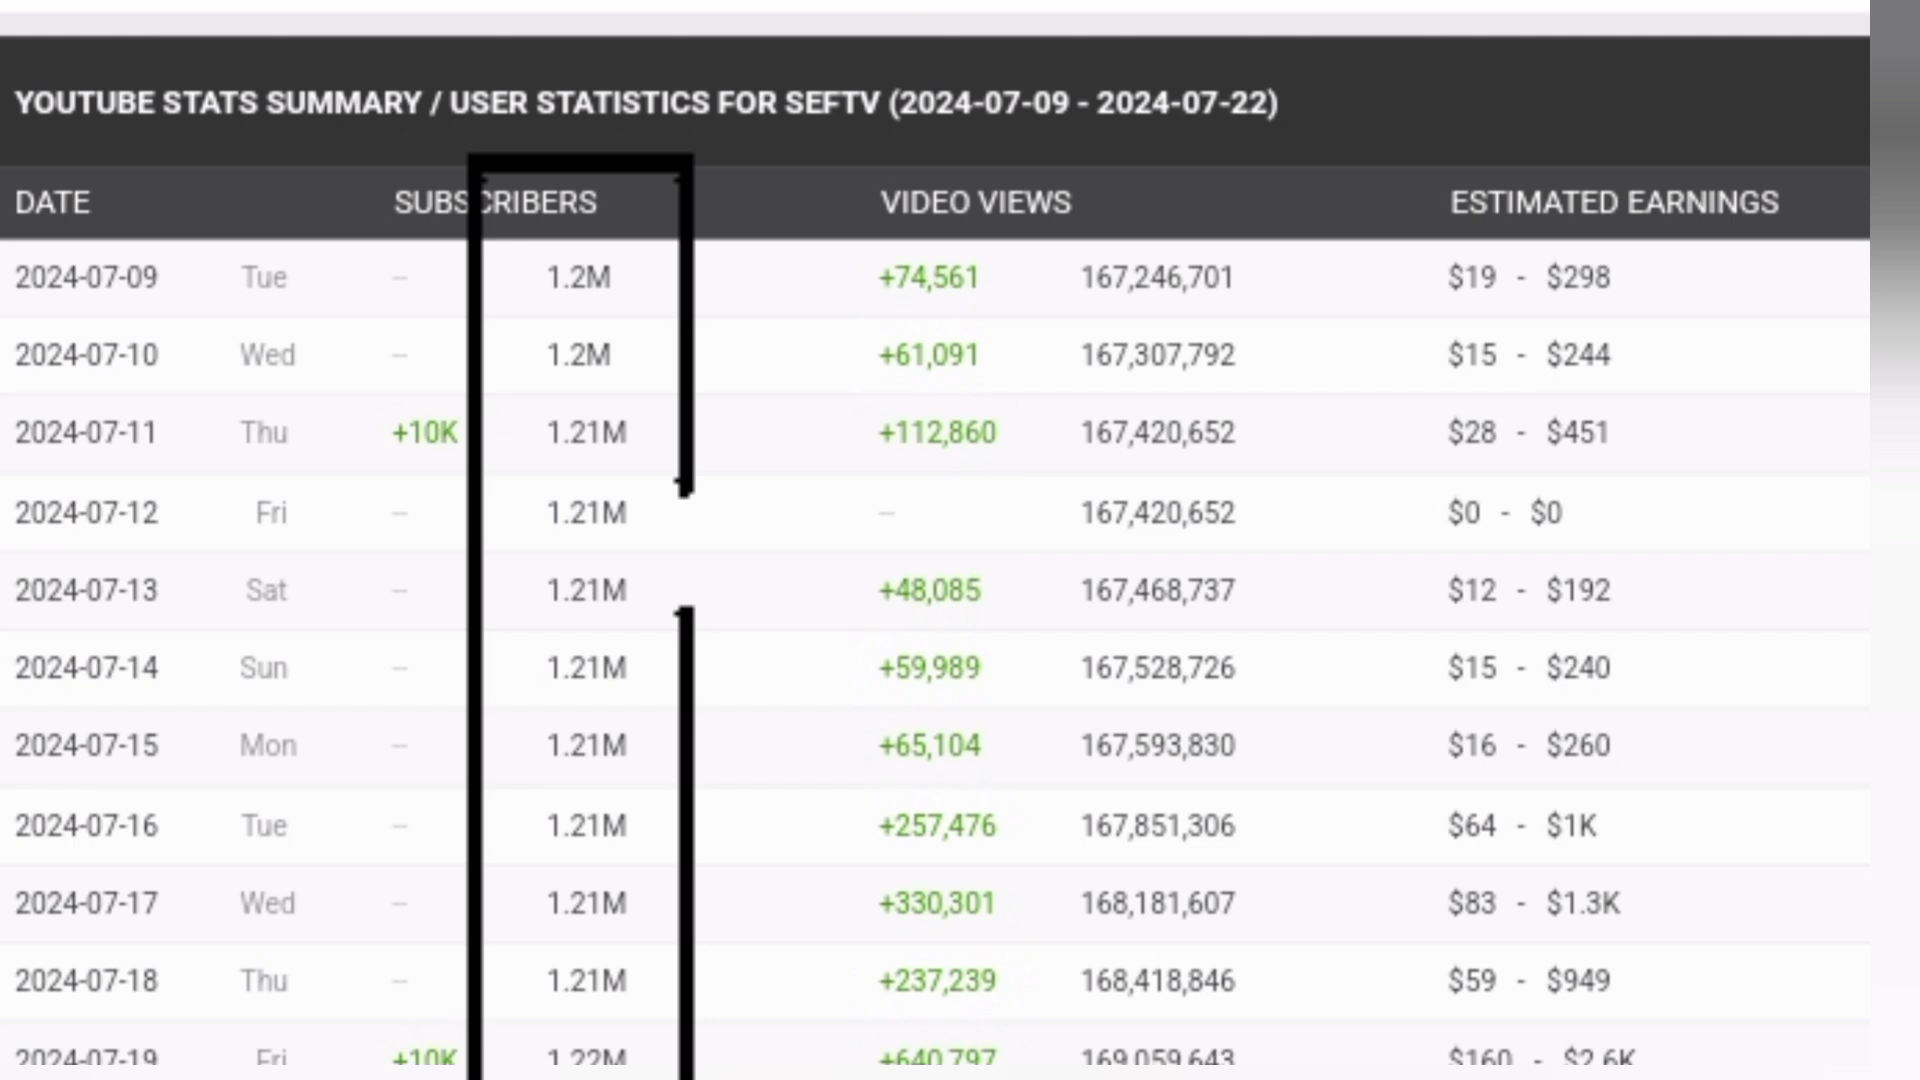 YOUTUBE STATS SUMMARY / USER STATISTICS FOR SEFTV (2024-07-09 - 2024-07-22)
DATE SUBSCRIBERS VIDEO VIEWS ESTIMATED EARNINGS
2024-07-09 Tue -- 1.2M +74,561 167,246,701 $19 - $298
2024-07-10 Wed -- 1.2M +61,091 167,307,792 $15 - $244
2024-07-11 Thu +10K 1.21M +112,860 167,420,652 $28 - $451
2024-07-12 Fri -- 1.21M -- 167,420,652 $0 - $0
2024-07-13 Sat -- 1.21M +48,085 167,468,737 $12 - $192
2024-07-14 Sun -- 1.21M +59,989 167,528,726 $15 - $240
2024-07-15 Mon -- 1.21M +65,104 167,593,830 $16 - $260
2024-07-16 Tue -- 1.21M +257,476 167,851,306 $64 - $1K
2024-07-17 Wed -- 1.21M +330,301 168,181,607 $83 - $1.3K
2024-07-18 Thu -- 1.21M +237,239 168,418,846 $59 - $949
2024-07-19 Fri +10K 1.22M +640,797 169,059,643 $160 - $2.6K